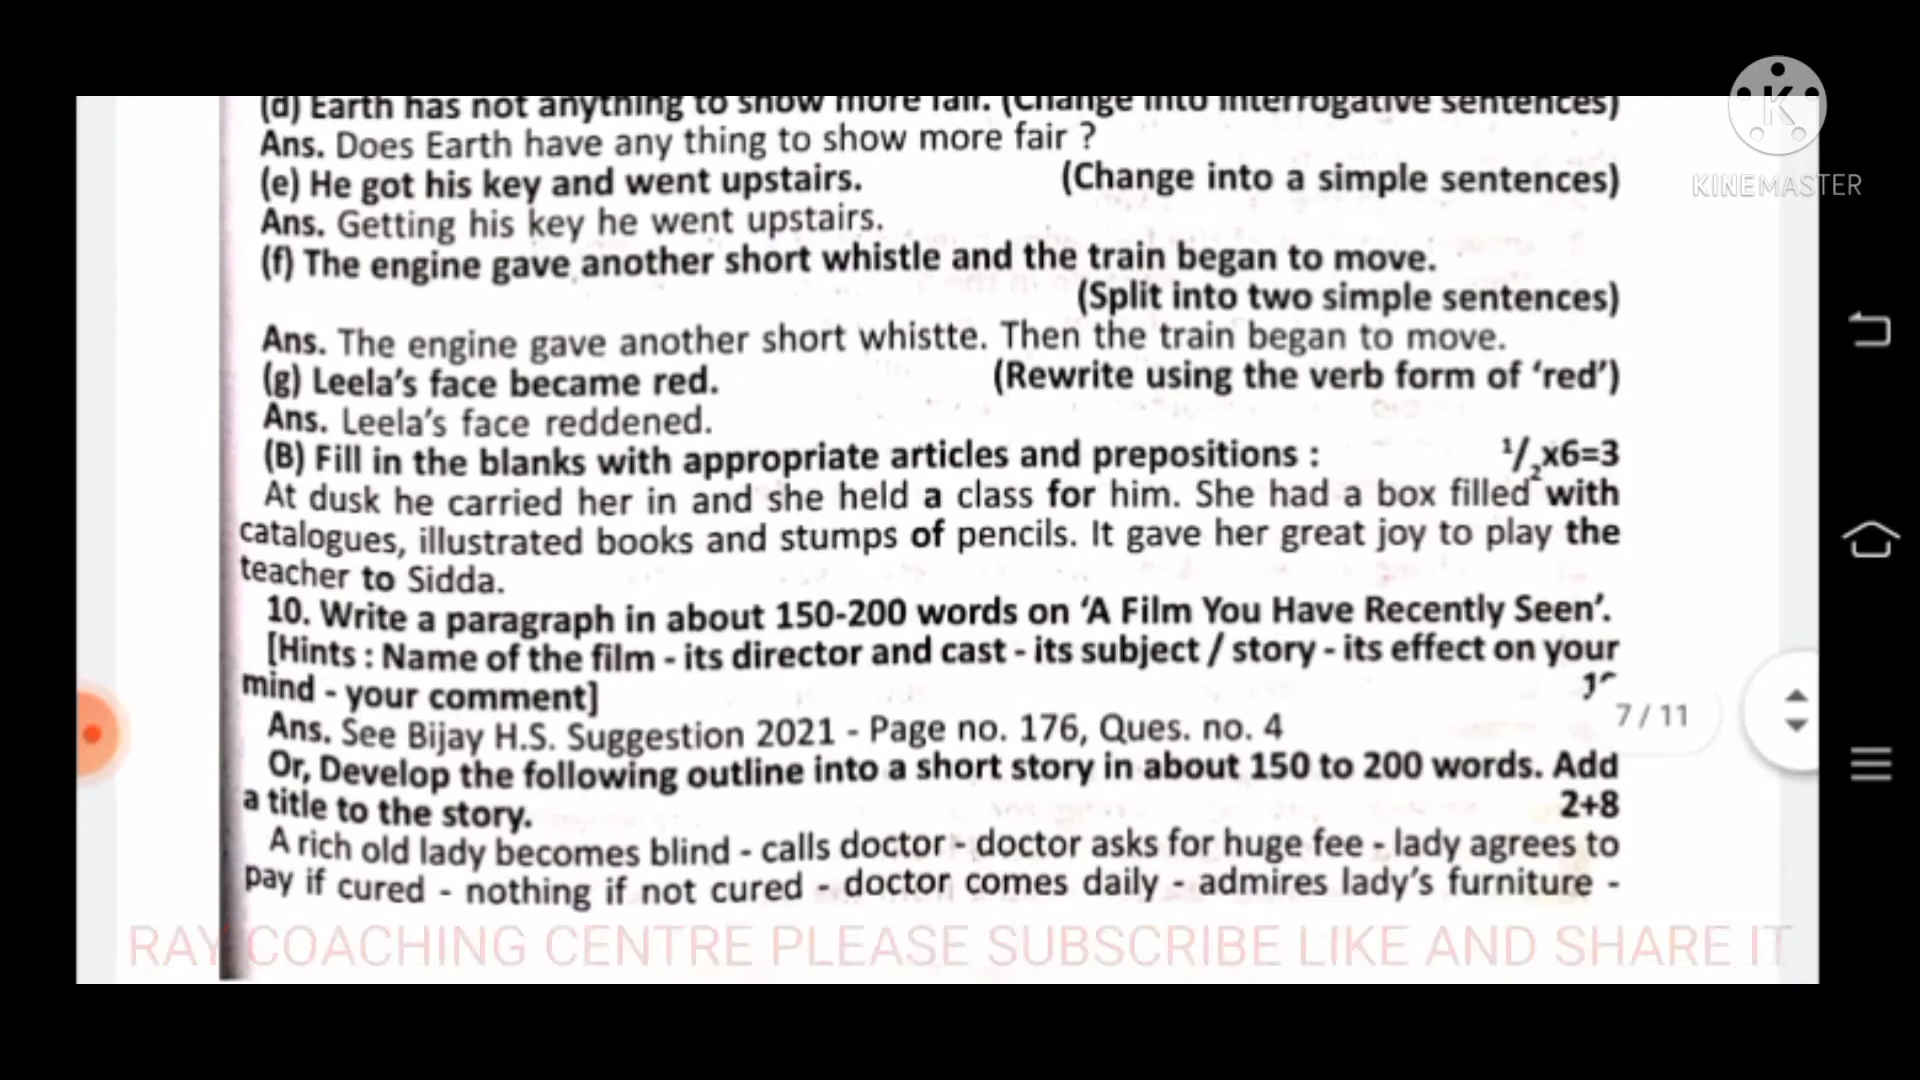 (d) Earth has not anything to show more fair. (Change into interrogative sentences)
Ans. Does Earth have any thing to show more fair ?
(e) He got his key and went upstairs. (Change into a simple sentences)
Ans. Getting his key he went upstairs.
(f) The engine gave another short whistle and the train began to move.
(Split into two simple sentences)
Ans. The engine gave another short whistte. Then the train began to move.
(g) Leela's face became red. (Rewrite using the verb form of 'red')
Ans. Leela's face reddened.
(B) Fill in the blanks with appropriate articles and prepositions : 1/2x6=3
At dusk he carried her in and she held a class for him. She had a box filled with
catalogues, illustrated books and stumps of pencils. It gave her great joy to play the
teacher to Sidda.
10. Write a paragraph in about 150-200 words on 'A Film You Have Recently Seen'.
[Hints : Name of the film - its director and cast - its subject / story - its effect on your
mind - your comment]
Ans. See Bijay H.S. Suggestion 2021 - Page no. 176, Ques. no. 4
Or, Develop the following outline into a short story in about 150 to 200 words. Add
a title to the story. 2+8
A rich old lady becomes blind - calls doctor - doctor asks for huge fee - lady agrees to
pay if cured - nothing if not cured - doctor comes daily - admires lady's furniture -
RAY COACHING CENTRE PLEASE SUBSCRIBE LIKE AND SHARE IT
7 / 11
K
KINEMASTER